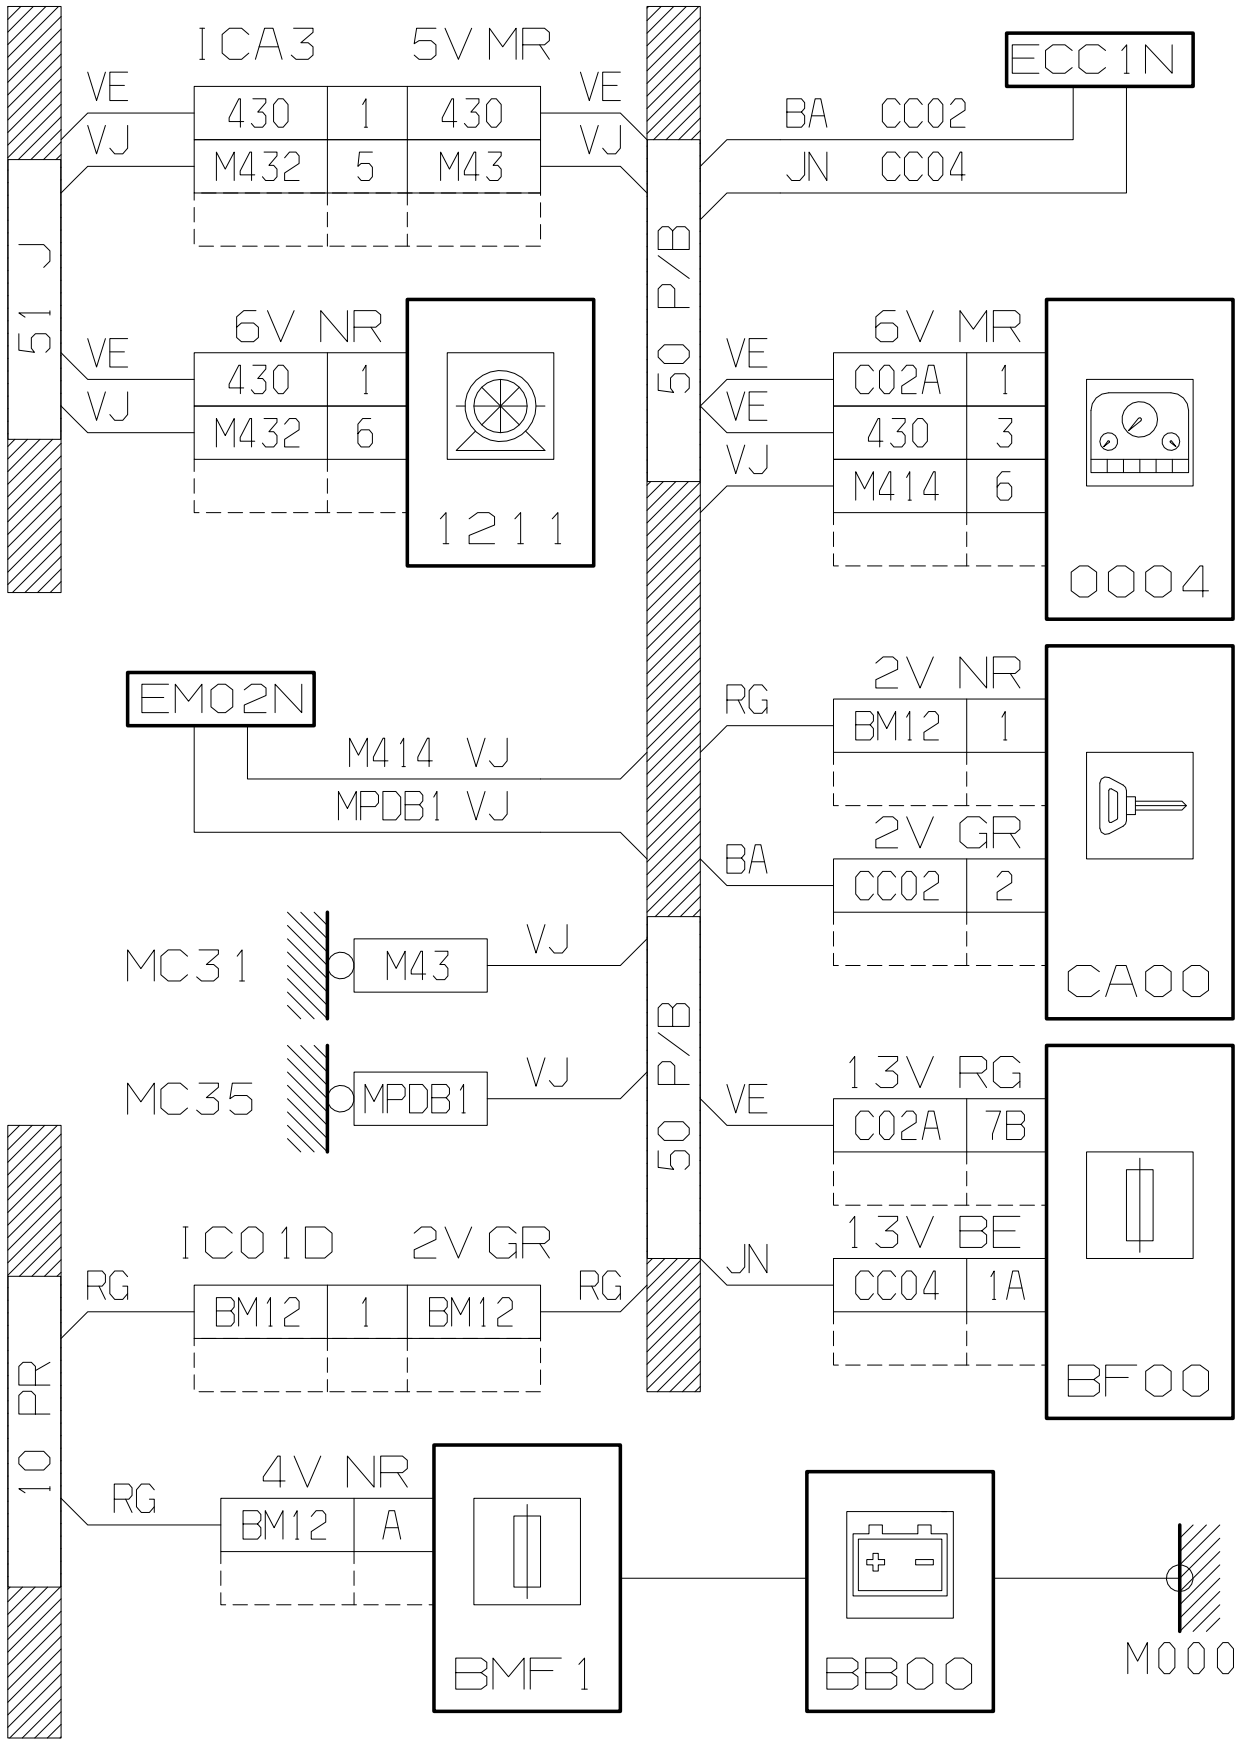 ICA3 5V MR
VE 430 1 430 VE
VJ M432 5 M43 VJ
ECC1N
BA CC02
JN CC04
51 J
50 P/B
6V NR
VE 430 1
VJ M432 6
1211
6V MR
VE C02A 1
VE 430 3
VJ M414 6
0004
EM02N
M414 VJ
MPDB1 VJ
2V NR
RG BM12 1
2V GR
BA CC02 2
CA00
MC31 M43 VJ
MC35 MPDB1 VJ
50 P/B
13V RG
VE C02A 7B
13V BE
JN CC04 1A
BF00
IC01D 2V GR
RG BM12 1 BM12 RG
10 PR
4V NR
RG BM12 A
BMF1
BB00
M000